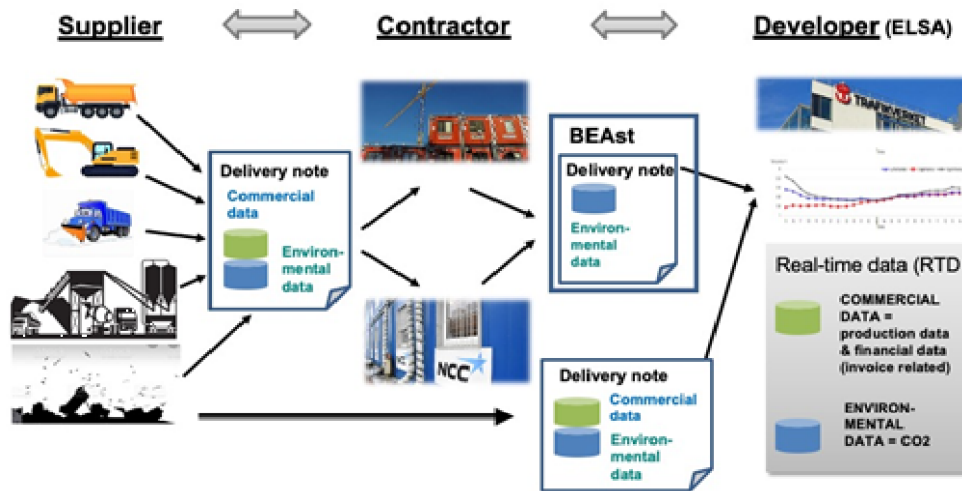 Supplier
Contractor
Developer (ELSA)
TRAFIKVERKET
Delivery note
Commercial
data
Environ-
mental data
BEAst
Delivery note
Environ-
mental
data
NCC
Delivery note
Commercial
data
Environ-
mental
data
Real-time data (RTD)
COMMERCIAL
DATA =
production data
& financial data
(invoice related)
ENVIRON-
MENTAL
DATA = CO2